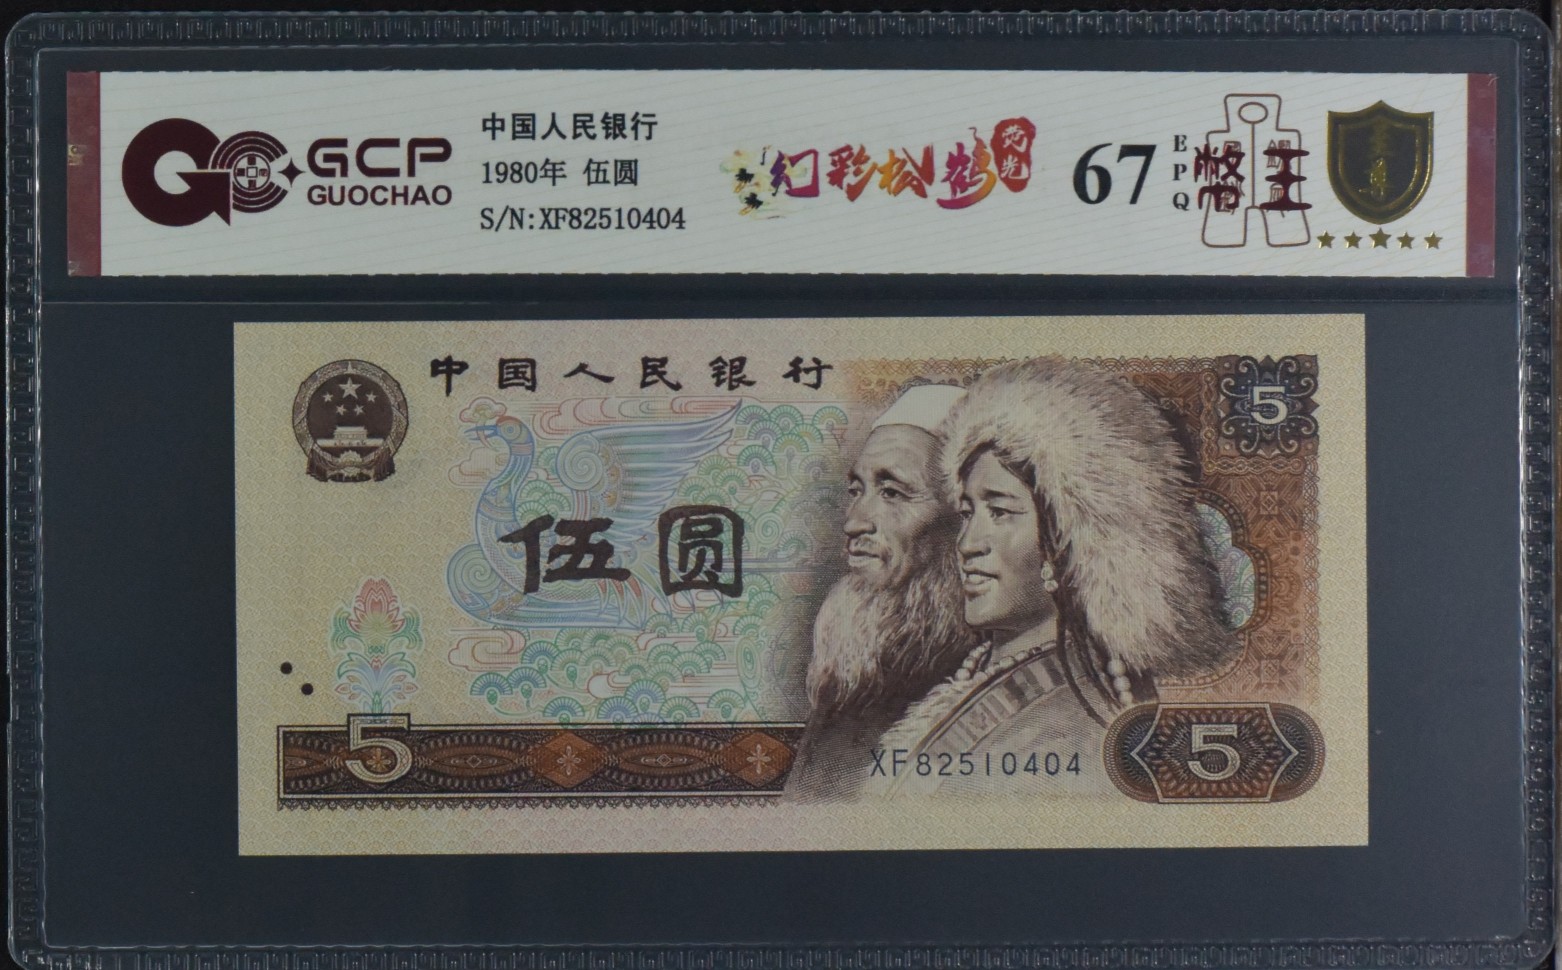 GCP
GUOCHAO
中国人民银行
1980年 伍圆
S/N:XF82510404
幻彩松鹤
荧光
67
EPQ
中国人民银行
5
伍圆
5
XF82510404
5